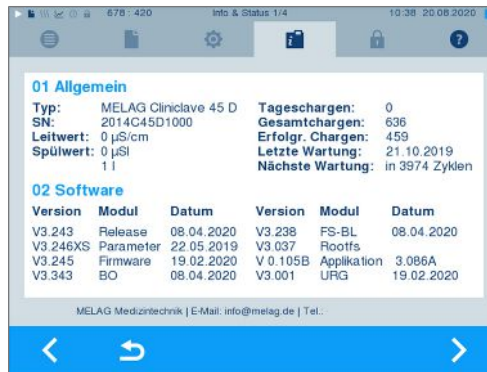 678 : 420 Info & Status 1/4 10:38 20.08.2020
01 Allgemein
Typ: MELAG Cliniclave 45 D Tageschargen: 0
SN: 2014C45D1000 Gesamtchargen: 636
Leitwert: 0 µS/cm Erfolgr. Chargen: 459
Spülwert: 0 µSl Letzte Wartung: 21.10.2019
1 l Nächste Wartung: in 3974 Zyklen
02 Software
Version Modul Datum Version Modul Datum
V3.243 Release 08.04.2020 V3.238 FS-BL 08.04.2020
V3.246XS Parameter 22.05.2019 V3.037 Rootfs
V3.245 Firmware 19.02.2020 V 0.105B Applikation 3.086A
V3.343 BO 08.04.2020 V3.001 URG 19.02.2020
MELAG Medizintechnik | E-Mail: info@melag.de | Tel.: